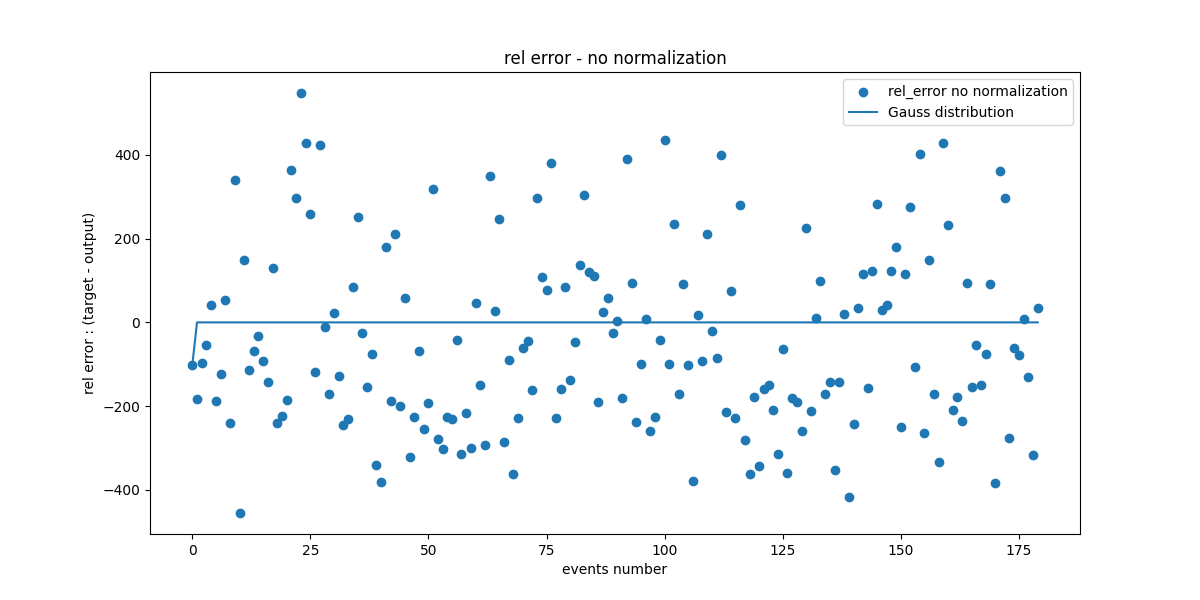 rel error - no normalization
rel_error no normalization
Gauss distribution
rel error : (target - output)
400
200
0
−200
−400
0 25 50 75 100 125 150 175
events number